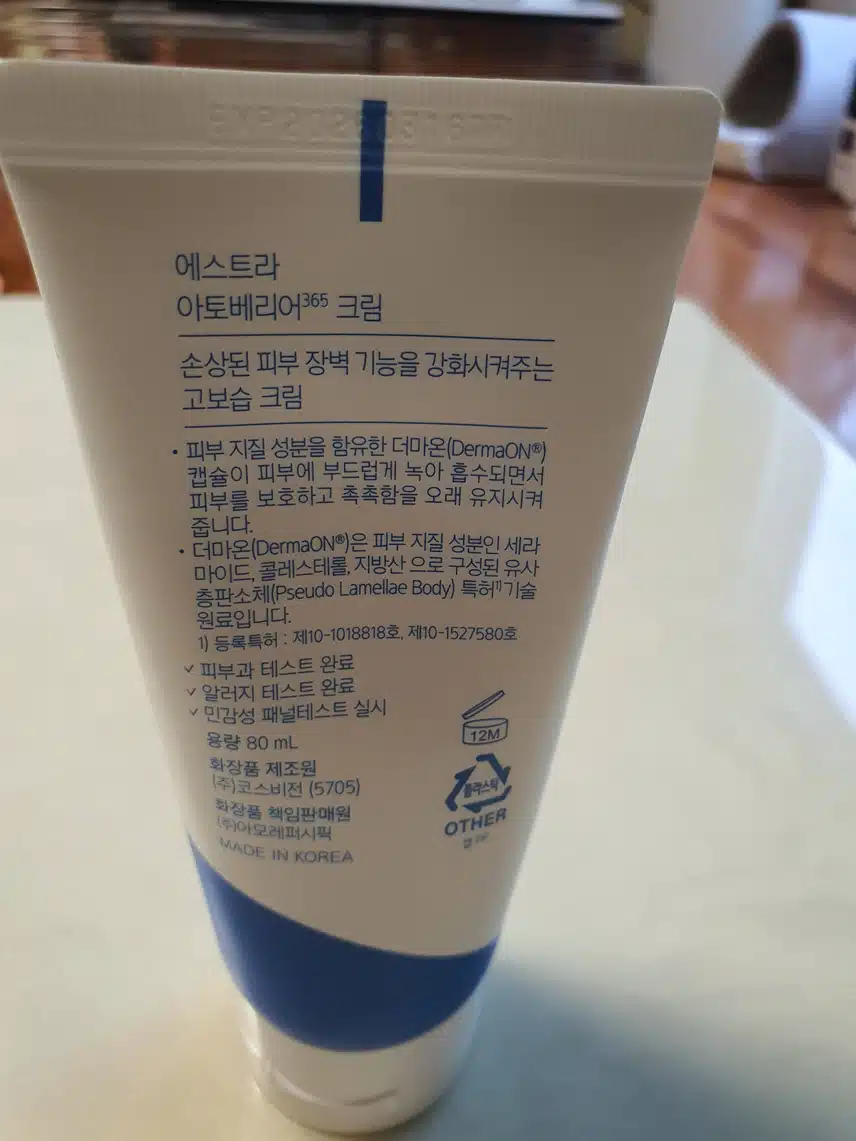 에스트라
아토베리어³⁶⁵ 크림
손상된 피부 장벽 기능을 강화시켜주는
고보습 크림
• 피부 지질 성분을 함유한 더마온(DermaON®)
캡슐이 피부에 부드럽게 녹아 흡수되면서
피부를 보호하고 촉촉함을 오래 유지시켜
줍니다.
• 더마온(DermaON®)은 피부 지질 성분인 세라
마이드, 콜레스테롤, 지방산 으로 구성된 유사
층판소체(Pseudo Lamellae Body) 특허¹⁾기술
원료입니다.
1) 등록특허 : 제10-1018818호, 제10-1527580호
✓ 피부과 테스트 완료
✓ 알러지 테스트 완료
✓ 민감성 패널테스트 실시
용량 80 mL
화장품 제조원
(주)코스비전 (5705)
화장품 책임판매원
(주)아모레퍼시픽
MADE IN KOREA
12M
플라스틱
OTHER